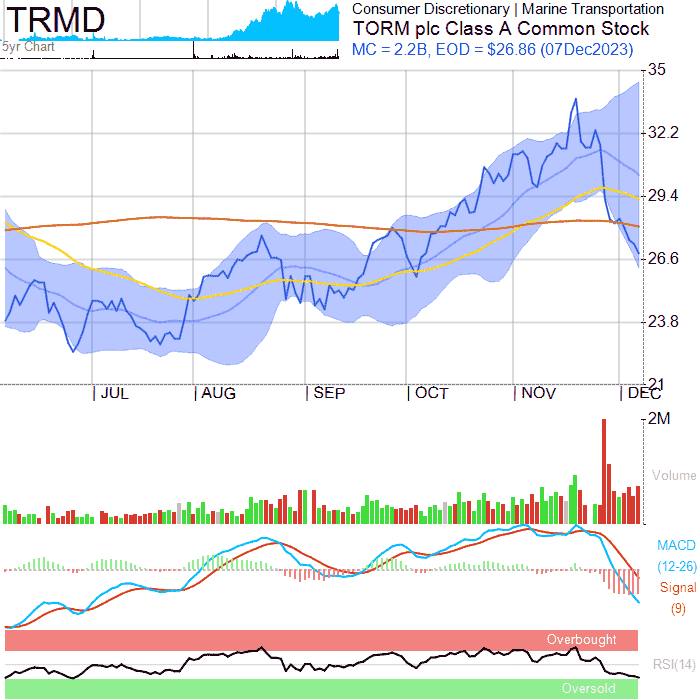 TRMD
Consumer Discretionary | Marine Transportation
TORM plc Class A Common Stock
5yr Chart
MC = 2.2B, EOD = $26.86 (07Dec2023)
35
32.2
29.4
26.6
23.8
21
JUL AUG SEP OCT NOV DEC
2M
Volume
MACD
(12-26)
Signal
(9)
Overbought
RSI(14)
Oversold